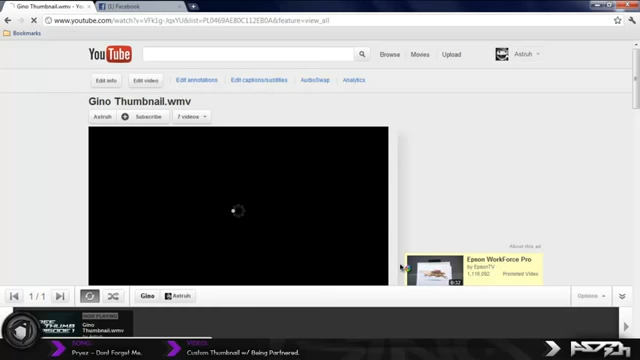 Gino Thumbnail.wmv - Yo...
(1) Facebook
www.youtube.com/watch?v=VFk1g-JqxYU&list=PL0469AE80C112EB0A&feature=view_all
Bookmarks
YouTube
Browse Movies Upload Astruh
Edit info Edit video Edit annotations Edit captions/subtitles AudioSwap Analytics
Gino Thumbnail.wmv
Astruh Subscribe 7 videos
About this ad
Epson WorkForce Pro
by EpsonTV
Promoted Video
0:32
1 / 1 Gino Astruh Options
NOW PLAYING
Gino
Thumbnail.wmv
SONG: VIDEO:
Pryez - Dont Forget Me. Custom Thumbnail w/ Being Partnered.